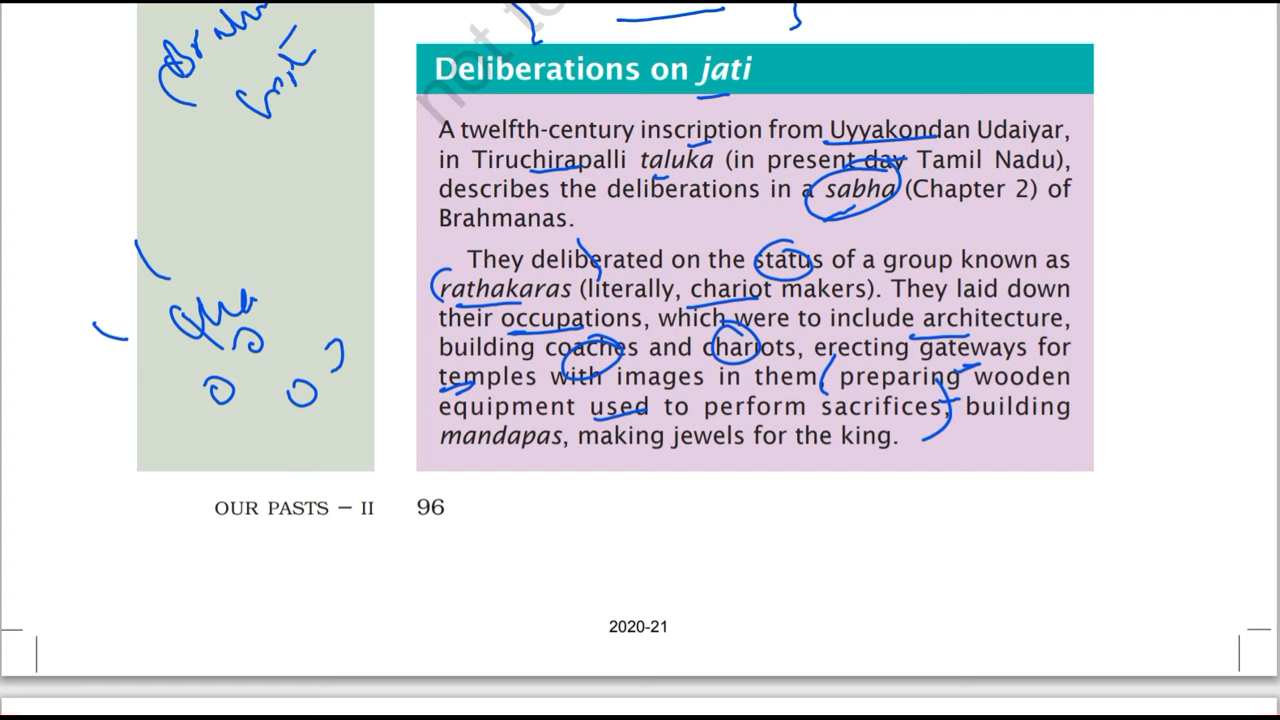 not to
Deliberations on jati
A twelfth-century inscription from Uyyakondan Udaiyar,
in Tiruchirapalli taluka (in present day Tamil Nadu),
describes the deliberations in a sabha (Chapter 2) of
Brahmanas.
They deliberated on the status of a group known as
rathakaras (literally, chariot makers). They laid down
their occupations, which were to include architecture,
building coaches and chariots, erecting gateways for
temples with images in them, preparing wooden
equipment used to perform sacrifices, building
mandapas, making jewels for the king.
OUR PASTS – II 96
2020-21